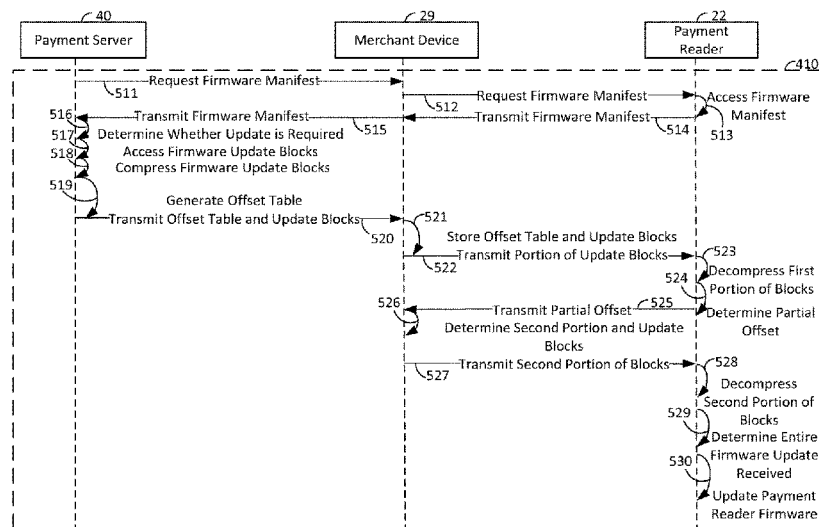 40
29
22
Payment Server
Merchant Device
Payment
Reader
410
Request Firmware Manifest
511
Request Firmware Manifest
512
Access Firmware
Manifest
513
Transmit Firmware Manifest
514
Transmit Firmware Manifest
515
516
517
Determine Whether Update is Required
518
Access Firmware Update Blocks
Compress Firmware Update Blocks
519
Generate Offset Table
Transmit Offset Table and Update Blocks
520
521
Store Offset Table and Update Blocks
Transmit Portion of Update Blocks
522
523
Decompress First
Portion of Blocks
524
Determine Partial
Offset
Transmit Partial Offset
525
526
Determine Second Portion and Update
Blocks
Transmit Second Portion of Blocks
527
528
Decompress
Second Portion of
Blocks
529
Determine Entire
Firmware Update
Received
530
Update Payment
Reader Firmware